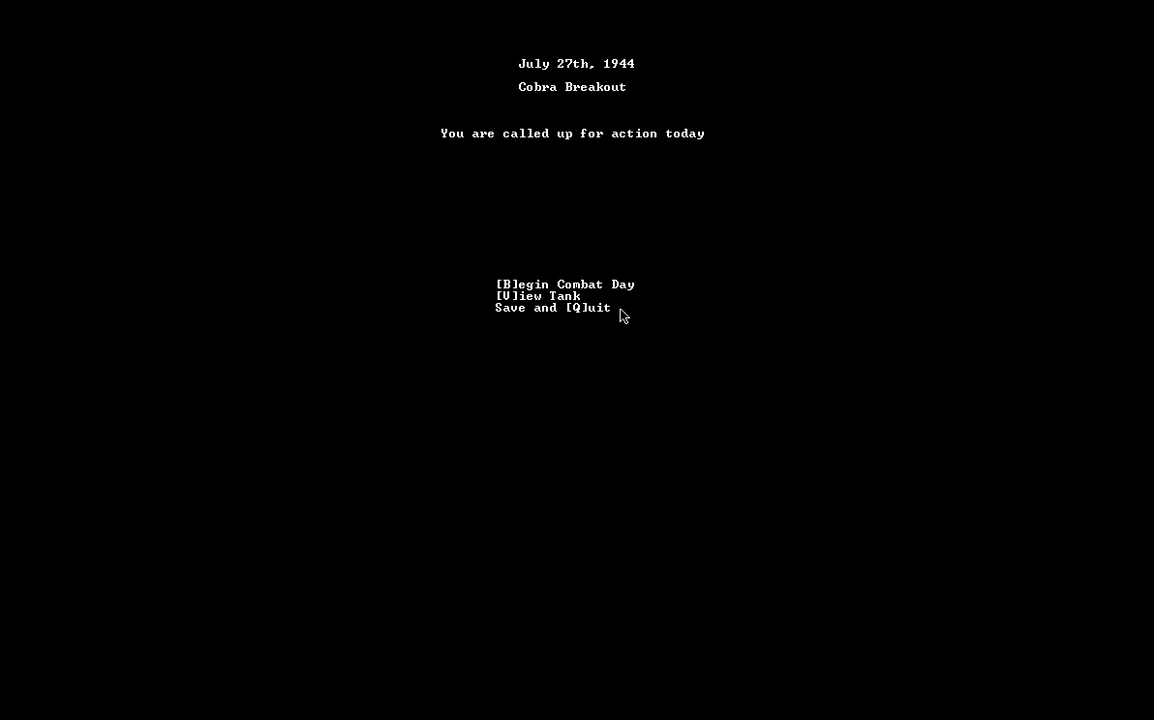 July 27th, 1944
Cobra Breakout
You are called up for action today
[B]egin Combat Day
[V]iew Tank
Save and [Q]uit